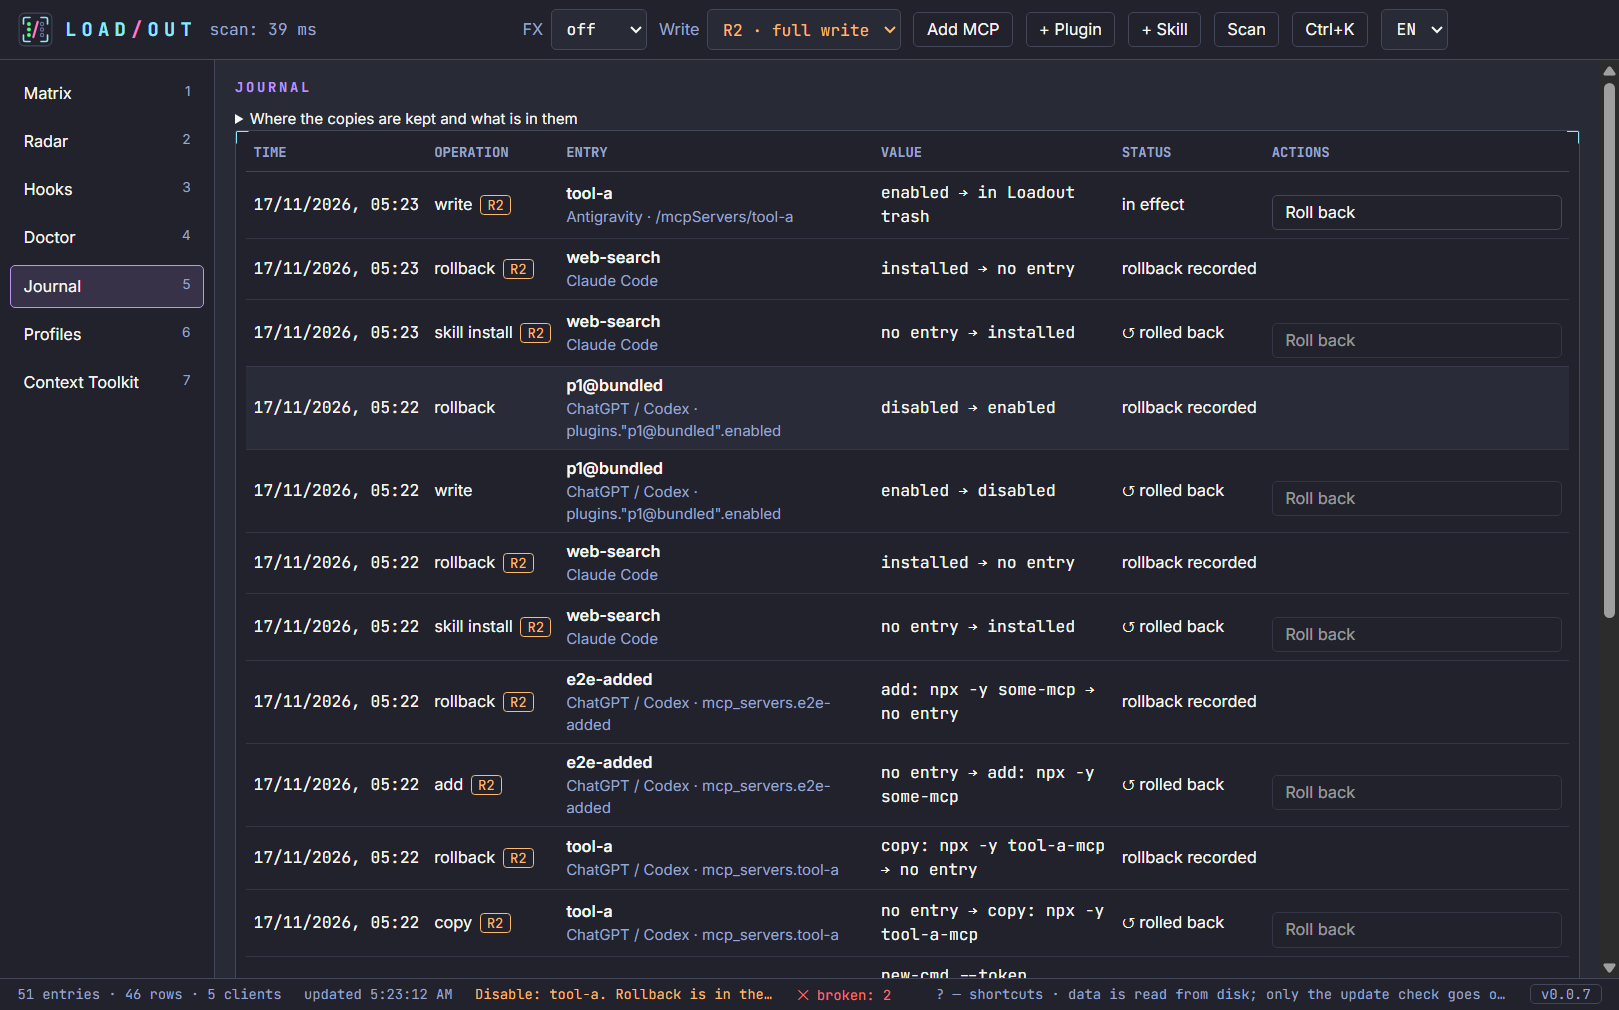 LOAD/OUT scan: 39 ms FX off Write R2 · full write Add MCP + Plugin + Skill Scan Ctrl+K EN
Matrix 1
Radar 2
Hooks 3
Doctor 4
Journal 5
Profiles 6
Context Toolkit 7
JOURNAL
▶ Where the copies are kept and what is in them
TIME OPERATION ENTRY VALUE STATUS ACTIONS
17/11/2026, 05:23 write R2 tool-a enabled → in Loadout in effect Roll back
Antigravity · /mcpServers/tool-a trash
17/11/2026, 05:23 rollback R2 web-search installed → no entry rollback recorded
Claude Code
17/11/2026, 05:23 skill install R2 web-search no entry → installed ↺ rolled back Roll back
Claude Code
17/11/2026, 05:22 rollback p1@bundled disabled → enabled rollback recorded
ChatGPT / Codex ·
plugins."p1@bundled".enabled
17/11/2026, 05:22 write p1@bundled enabled → disabled ↺ rolled back Roll back
ChatGPT / Codex ·
plugins."p1@bundled".enabled
17/11/2026, 05:22 rollback R2 web-search installed → no entry rollback recorded
Claude Code
17/11/2026, 05:22 skill install R2 web-search no entry → installed ↺ rolled back Roll back
Claude Code
17/11/2026, 05:22 rollback R2 e2e-added add: npx -y some-mcp → rollback recorded
ChatGPT / Codex · mcp_servers.e2e- no entry
added
17/11/2026, 05:22 add R2 e2e-added no entry → add: npx -y ↺ rolled back Roll back
ChatGPT / Codex · mcp_servers.e2e- some-mcp
added
17/11/2026, 05:22 rollback R2 tool-a copy: npx -y tool-a-mcp rollback recorded
ChatGPT / Codex · mcp_servers.tool-a → no entry
17/11/2026, 05:22 copy R2 tool-a no entry → copy: npx -y ↺ rolled back Roll back
ChatGPT / Codex · mcp_servers.tool-a tool-a-mcp
new-cmd --token
51 entries · 46 rows · 5 clients updated 5:23:12 AM Disable: tool-a. Rollback is in the… ✕ broken: 2 ? — shortcuts · data is read from disk; only the update check goes o… v0.0.7